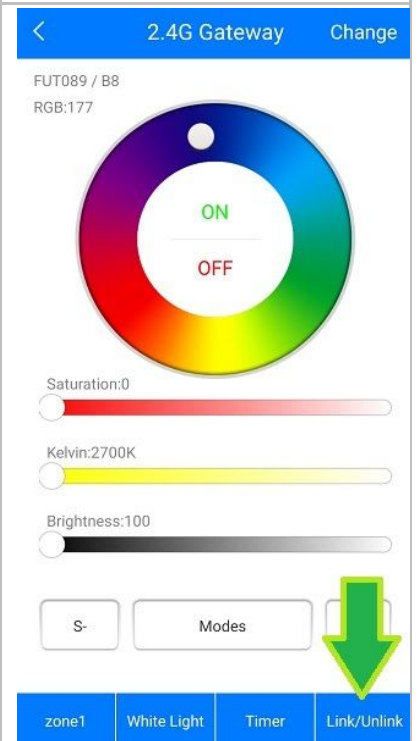 2.4G Gateway Change
FUT089 / B8
RGB:177
ON
OFF
Saturation:0
Kelvin:2700K
Brightness:100
S- Modes
zone1 White Light Timer Link/Unlink